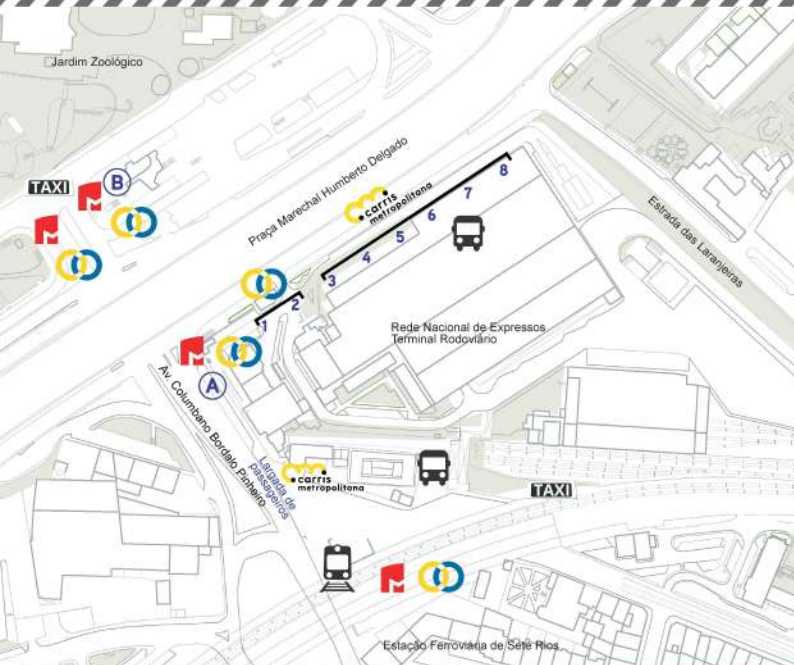 Jardim Zoológico
TAXI
B
Praça Marechal Humberto Delgado
carris
metropolitana
8
7
6
5
4
3
2
1
Estrada das Laranjeiras
Rede Nacional de Expressos
Terminal Rodoviário
A
Av. Columbano Bordalo Pinheiro
Largada de
passageiros
carris
metropolitana
TAXI
Estação Ferroviária de Sete Rios